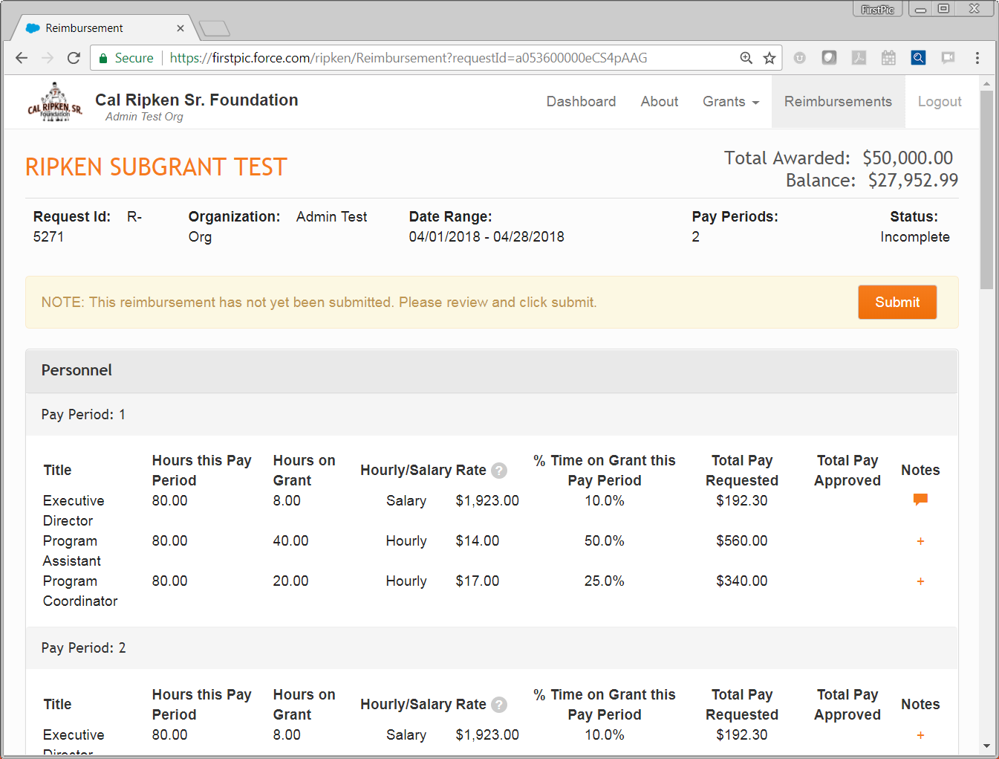 FirstPic
Reimbursement
Secure https://firstpic.force.com/ripken/Reimbursement?requestId=a053600000eCS4pAAG
CAL RIPKEN, SR.
Foundation
Cal Ripken Sr. Foundation
Admin Test Org
Dashboard About Grants Reimbursements Logout
RIPKEN SUBGRANT TEST
Total Awarded: $50,000.00
Balance: $27,952.99
Request Id: R-
5271
Organization: Admin Test
Org
Date Range:
04/01/2018 - 04/28/2018
Pay Periods:
2
Status:
Incomplete
NOTE: This reimbursement has not yet been submitted. Please review and click submit.
Submit
Personnel
Pay Period: 1
Title
Hours this Pay
Period
Hours on
Grant
Hourly/Salary Rate ?
% Time on Grant this
Pay Period
Total Pay
Requested
Total Pay
Approved
Notes
Executive
Director
80.00 8.00 Salary $1,923.00 10.0% $192.30
Program
Assistant
80.00 40.00 Hourly $14.00 50.0% $560.00 +
Program
Coordinator
80.00 20.00 Hourly $17.00 25.0% $340.00 +
Pay Period: 2
Title
Hours this Pay
Period
Hours on
Grant
Hourly/Salary Rate ?
% Time on Grant this
Pay Period
Total Pay
Requested
Total Pay
Approved
Notes
Executive
Director
80.00 8.00 Salary $1,923.00 10.0% $192.30 +